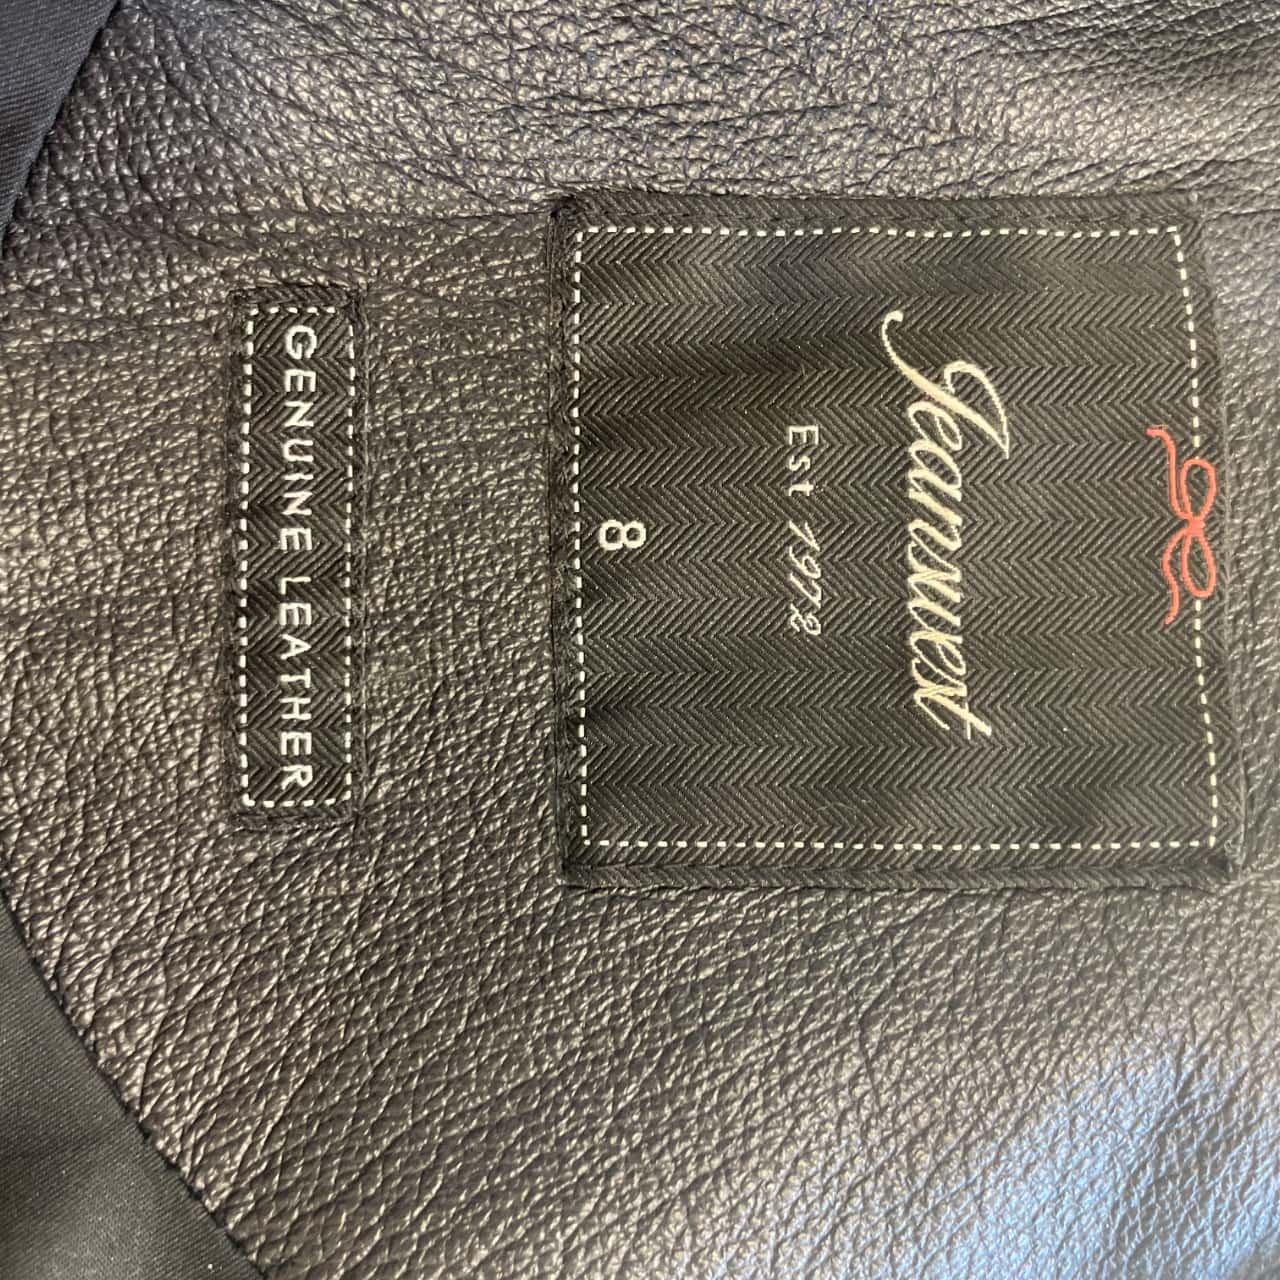 Jeanswest
Est 1972
8
GENUINE LEATHER